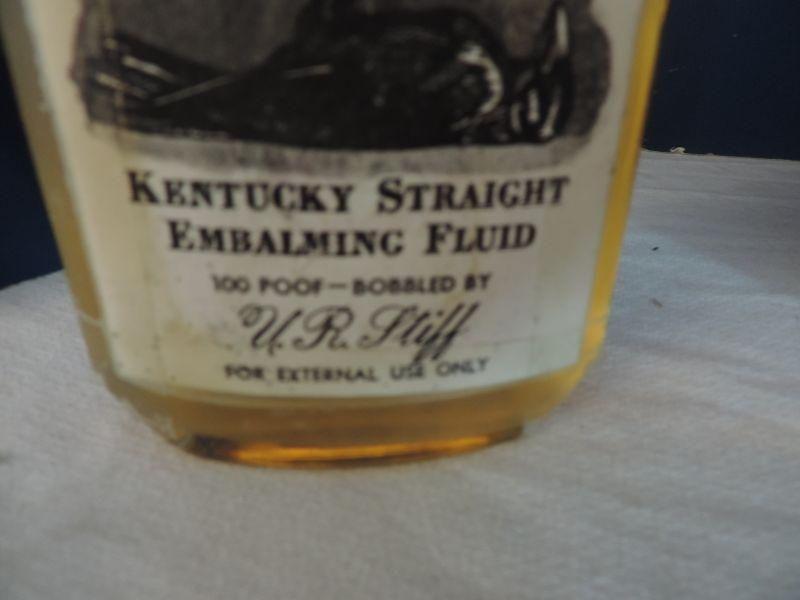 KENTUCKY STRAIGHT
EMBALMING FLUID
100 POOF—BOBBLED BY
U.R. Stiff
FOR EXTERNAL USE ONLY